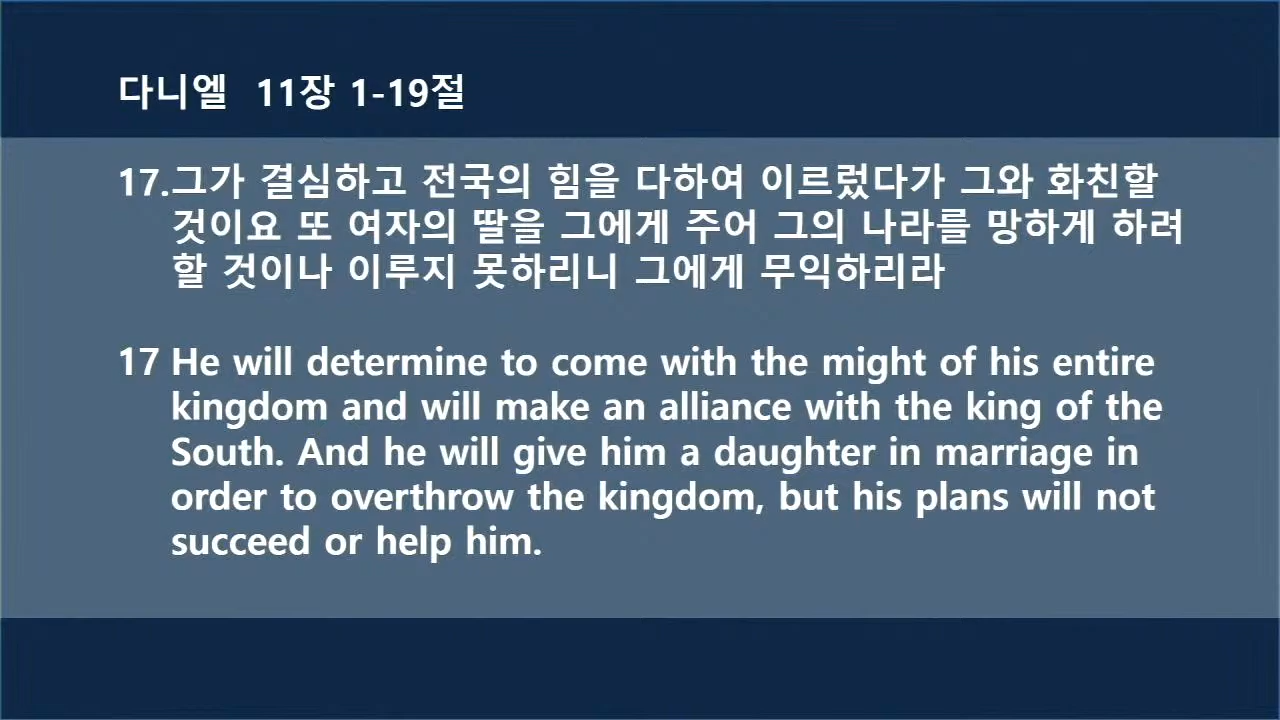 다니엘 11장 1-19절
17.그가 결심하고 전국의 힘을 다하여 이르렀다가 그와 화친할
것이요 또 여자의 딸을 그에게 주어 그의 나라를 망하게 하려
할 것이나 이루지 못하리니 그에게 무익하리라
17 He will determine to come with the might of his entire
kingdom and will make an alliance with the king of the
South. And he will give him a daughter in marriage in
order to overthrow the kingdom, but his plans will not
succeed or help him.